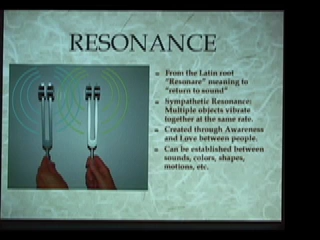 RESONANCE
From the Latin root
"Resonare" meaning to
"return to sound"
Sympathetic Resonance;
Multiple objects vibrate
together at the same rate.
Created through Awareness
and Love between people.
Can be established between
sounds, colors, shapes,
motions, etc.